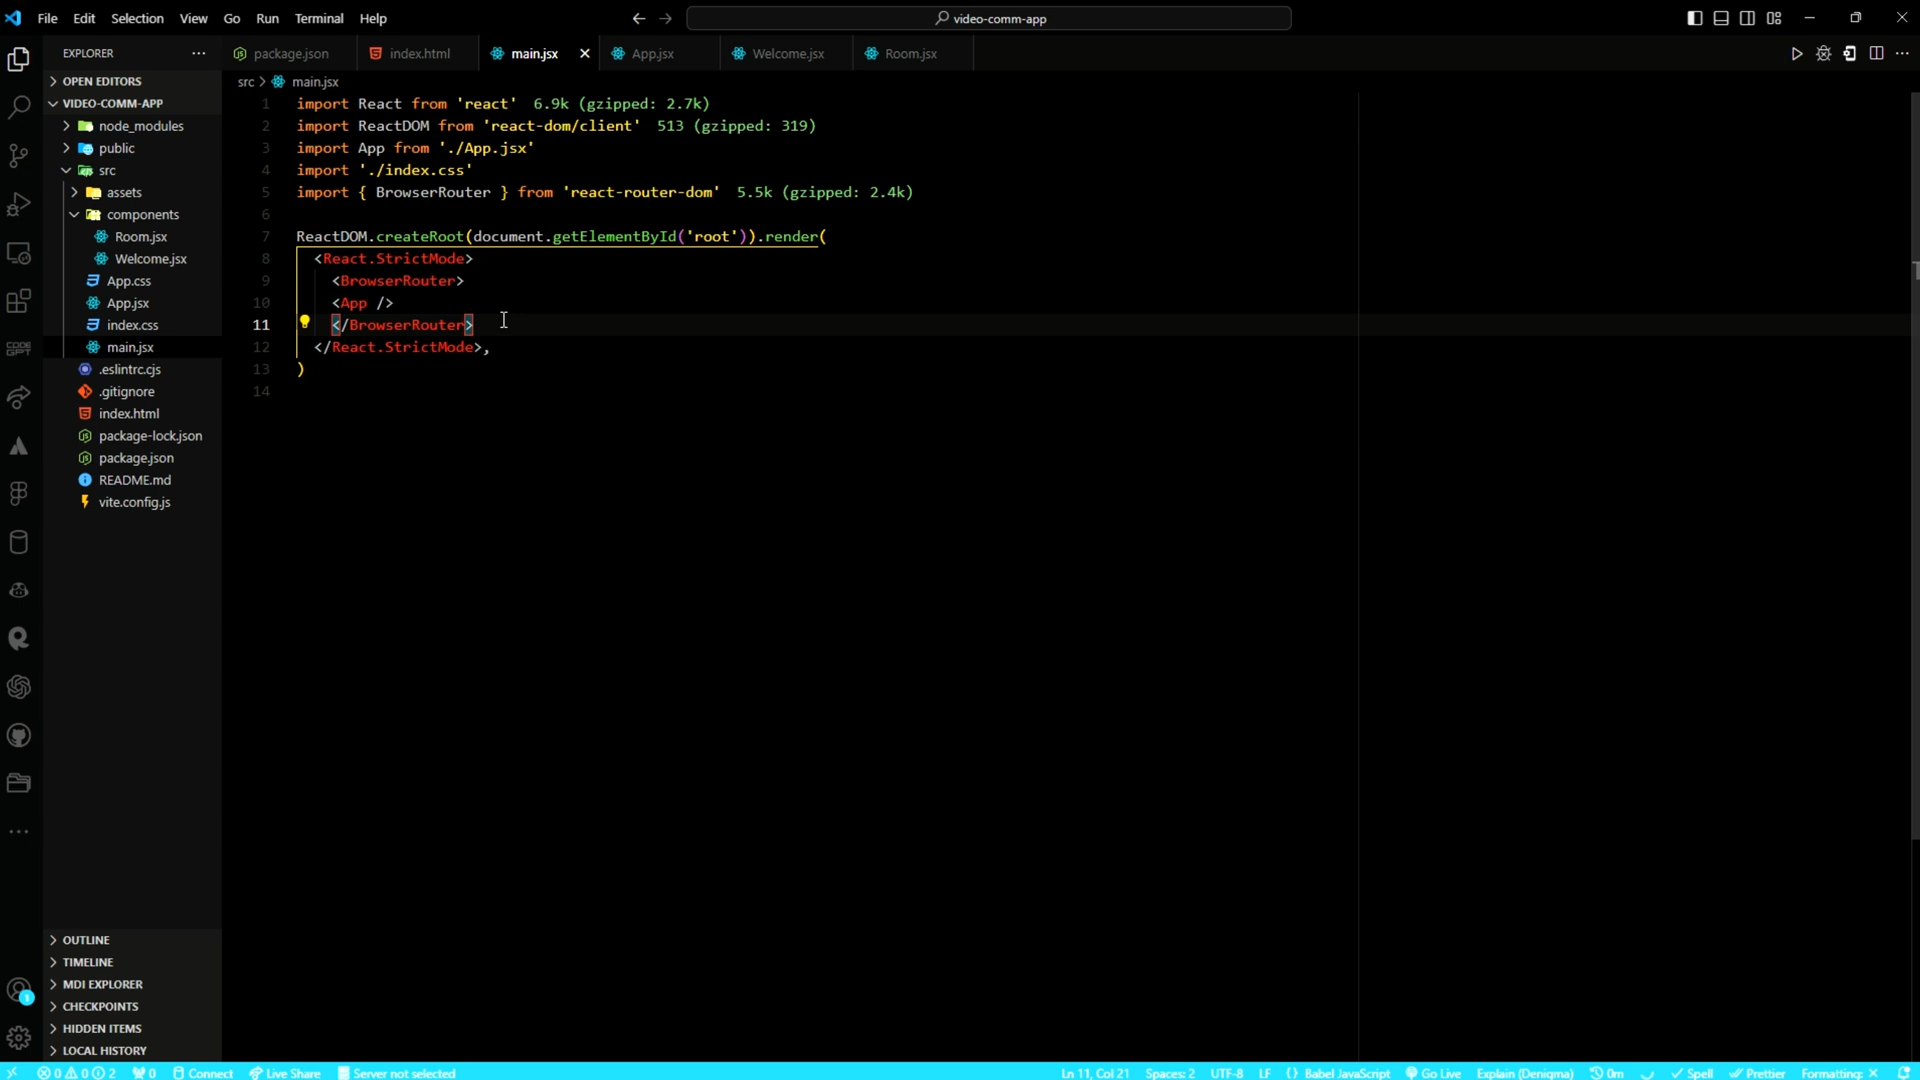 File Edit Selection View Go Run Terminal Help
video-comm-app
EXPLORER
package.json
index.html
main.jsx
App.jsx
Welcome.jsx
Room.jsx
OPEN EDITORS
VIDEO-COMM-APP
node_modules
public
src
assets
components
Room.jsx
Welcome.jsx
App.css
App.jsx
index.css
main.jsx
.eslintrc.cjs
.gitignore
index.html
package-lock.json
package.json
README.md
vite.config.js
OUTLINE
TIMELINE
MDI EXPLORER
CHECKPOINTS
HIDDEN ITEMS
LOCAL HISTORY
CODE
GPT
1
src > main.jsx
1 import React from 'react' 6.9k (gzipped: 2.7k)
2 import ReactDOM from 'react-dom/client' 513 (gzipped: 319)
3 import App from './App.jsx'
4 import './index.css'
5 import { BrowserRouter } from 'react-router-dom' 5.5k (gzipped: 2.4k)
6
7 ReactDOM.createRoot(document.getElementById('root')).render(
8 <React.StrictMode>
9 <BrowserRouter>
10 <App />
11 </BrowserRouter>
12 </React.StrictMode>,
13 )
14
0 0 2 0 Connect Live Share Server not selected Ln 11, Col 21 Spaces: 2 UTF-8 LF {} Babel JavaScript Go Live Explain (Denigma) 0m Spell Prettier Formatting: ✕